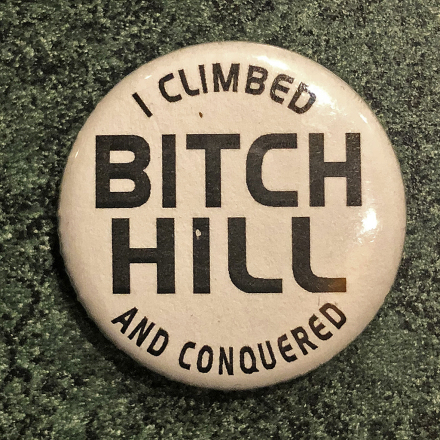 I CLIMBED
BITCH
HILL
AND CONQUERED